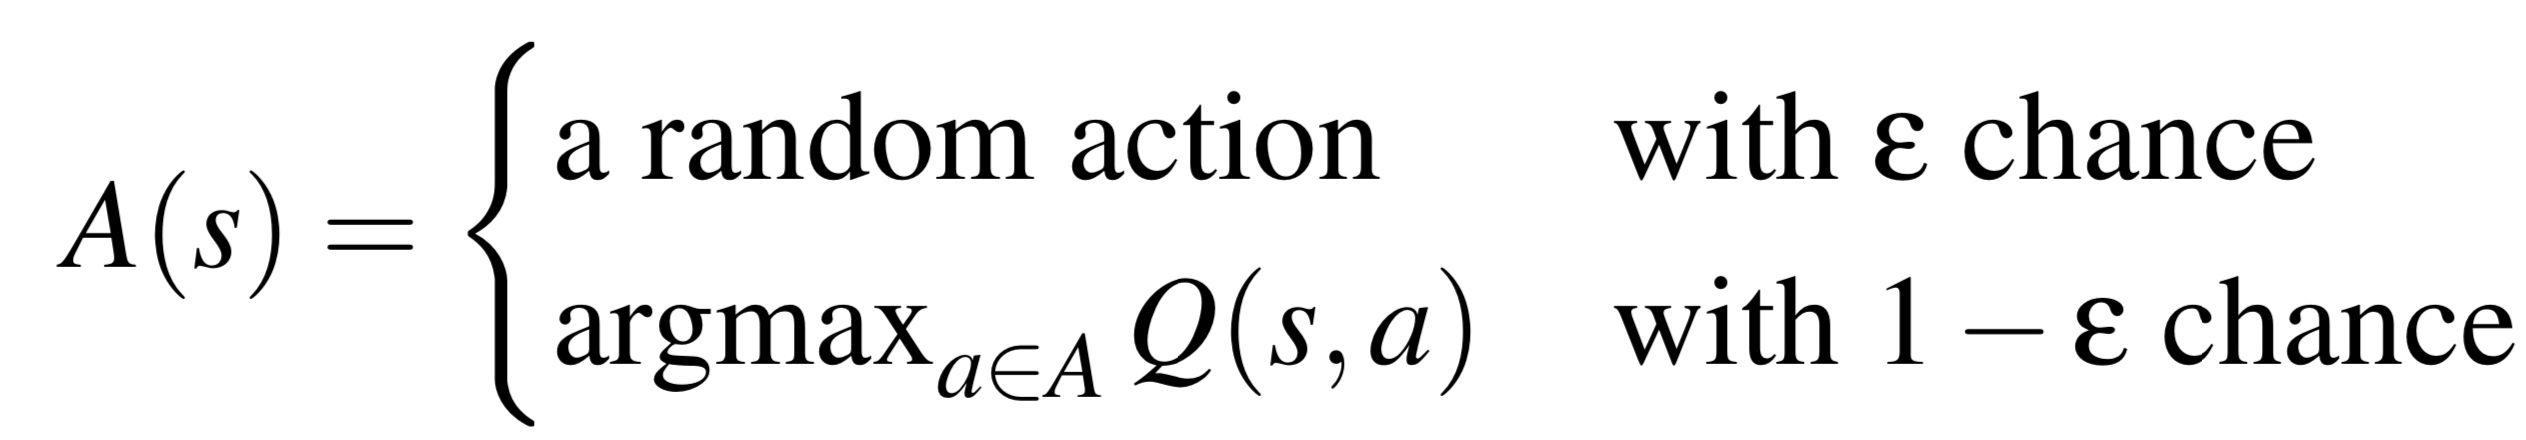 A(s) = { a random action with ε chance
argmax_{a∈A} Q(s,a) with 1 − ε chance